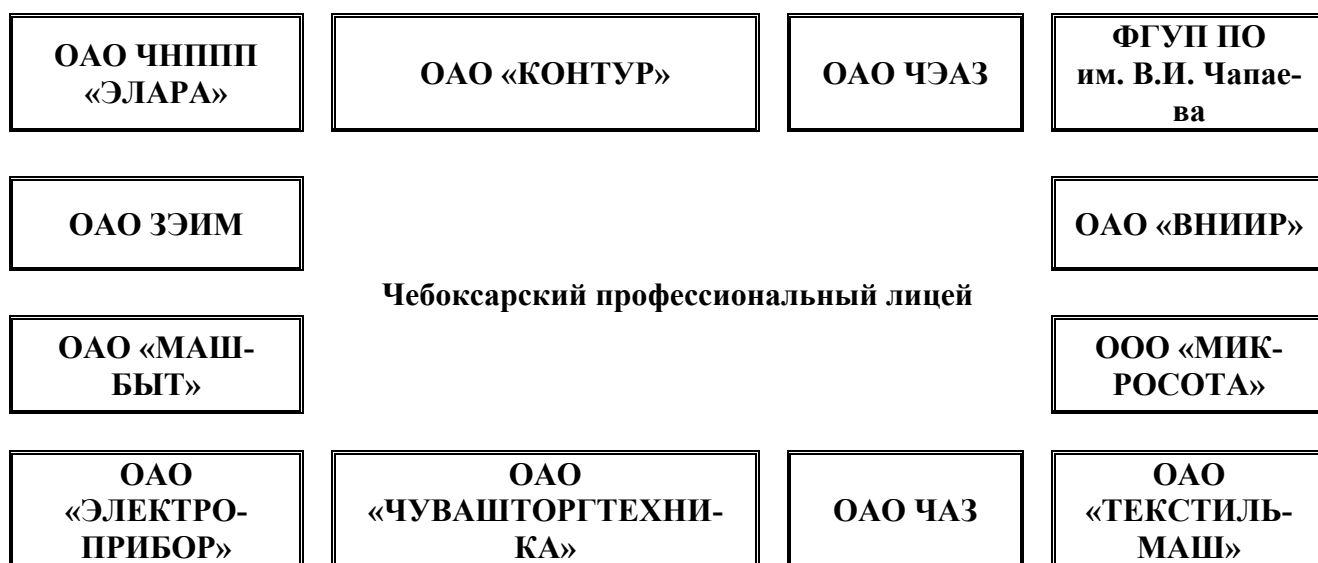 ОАО ЧНППП
«ЭЛАРА»
ОАО «КОНТУР»
ОАО ЧЭАЗ
ФГУП ПО
им. В.И. Чапае-
ва
ОАО ЗЭИМ
ОАО «ВНИИР»
Чебоксарский профессиональный лицей
ОАО «МАШ-
БЫТ»
ООО «МИК-
РОСОТА»
ОАО
«ЭЛЕКТРО-
ПРИБОР»
ОАО
«ЧУВАШТОРГТЕХНИ-
КА»
ОАО ЧАЗ
ОАО
«ТЕКСТИЛЬ-
МАШ»